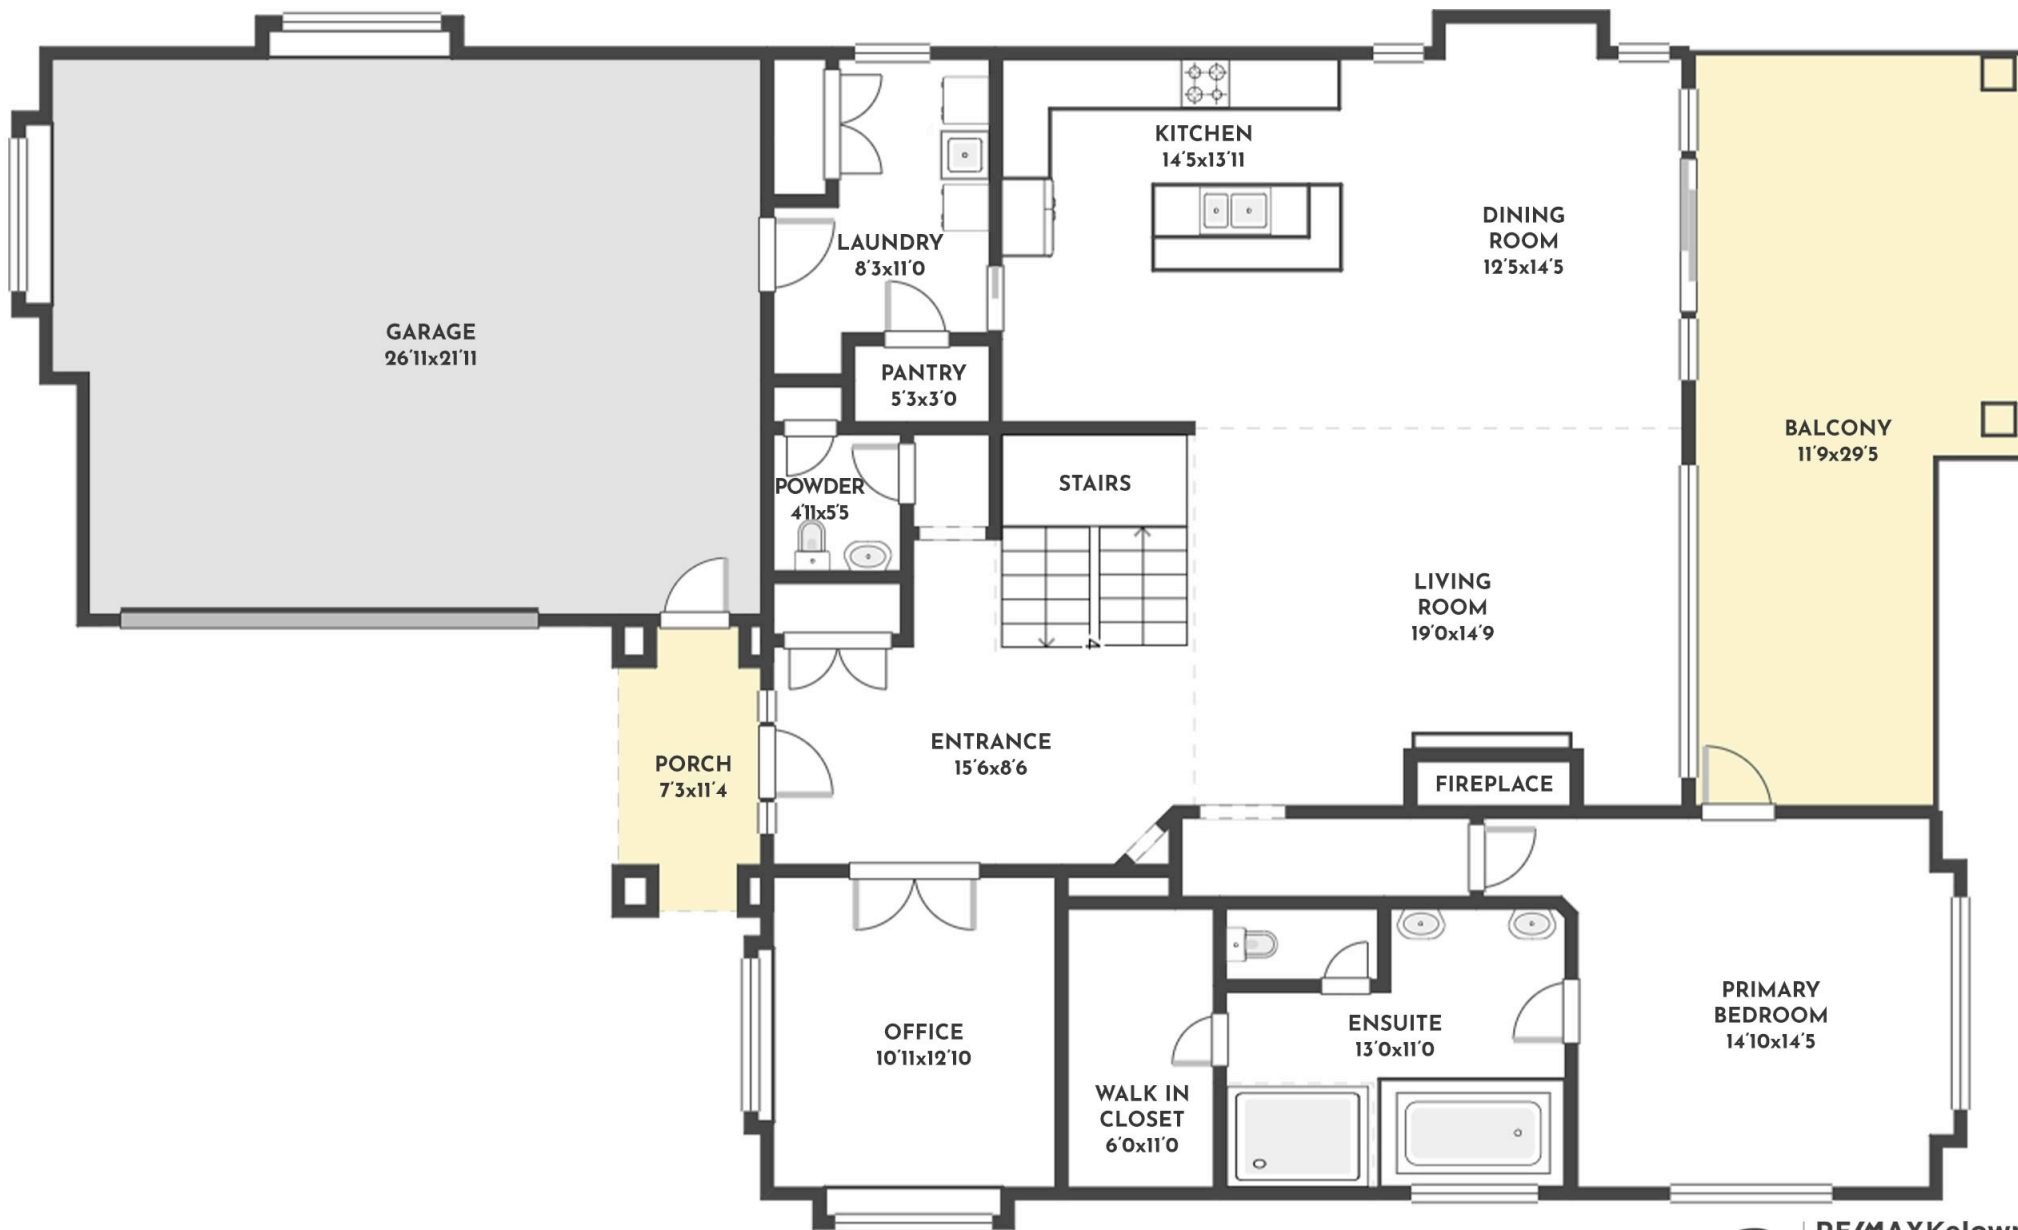 KITCHEN
14'5x13'11
DINING
ROOM
12'5x14'5
LAUNDRY
8'3x11'0
GARAGE
26'11x21'11
PANTRY
5'3x3'0
BALCONY
11'9x29'5
STAIRS
POWDER
4'11x5'5
LIVING
ROOM
19'0x14'9
4
ENTRANCE
15'6x8'6
PORCH
7'3x11'4
FIREPLACE
PRIMARY
BEDROOM
14'10x14'5
OFFICE
10'11x12'10
ENSUITE
13'0x11'0
WALK IN
CLOSET
6'0x11'0